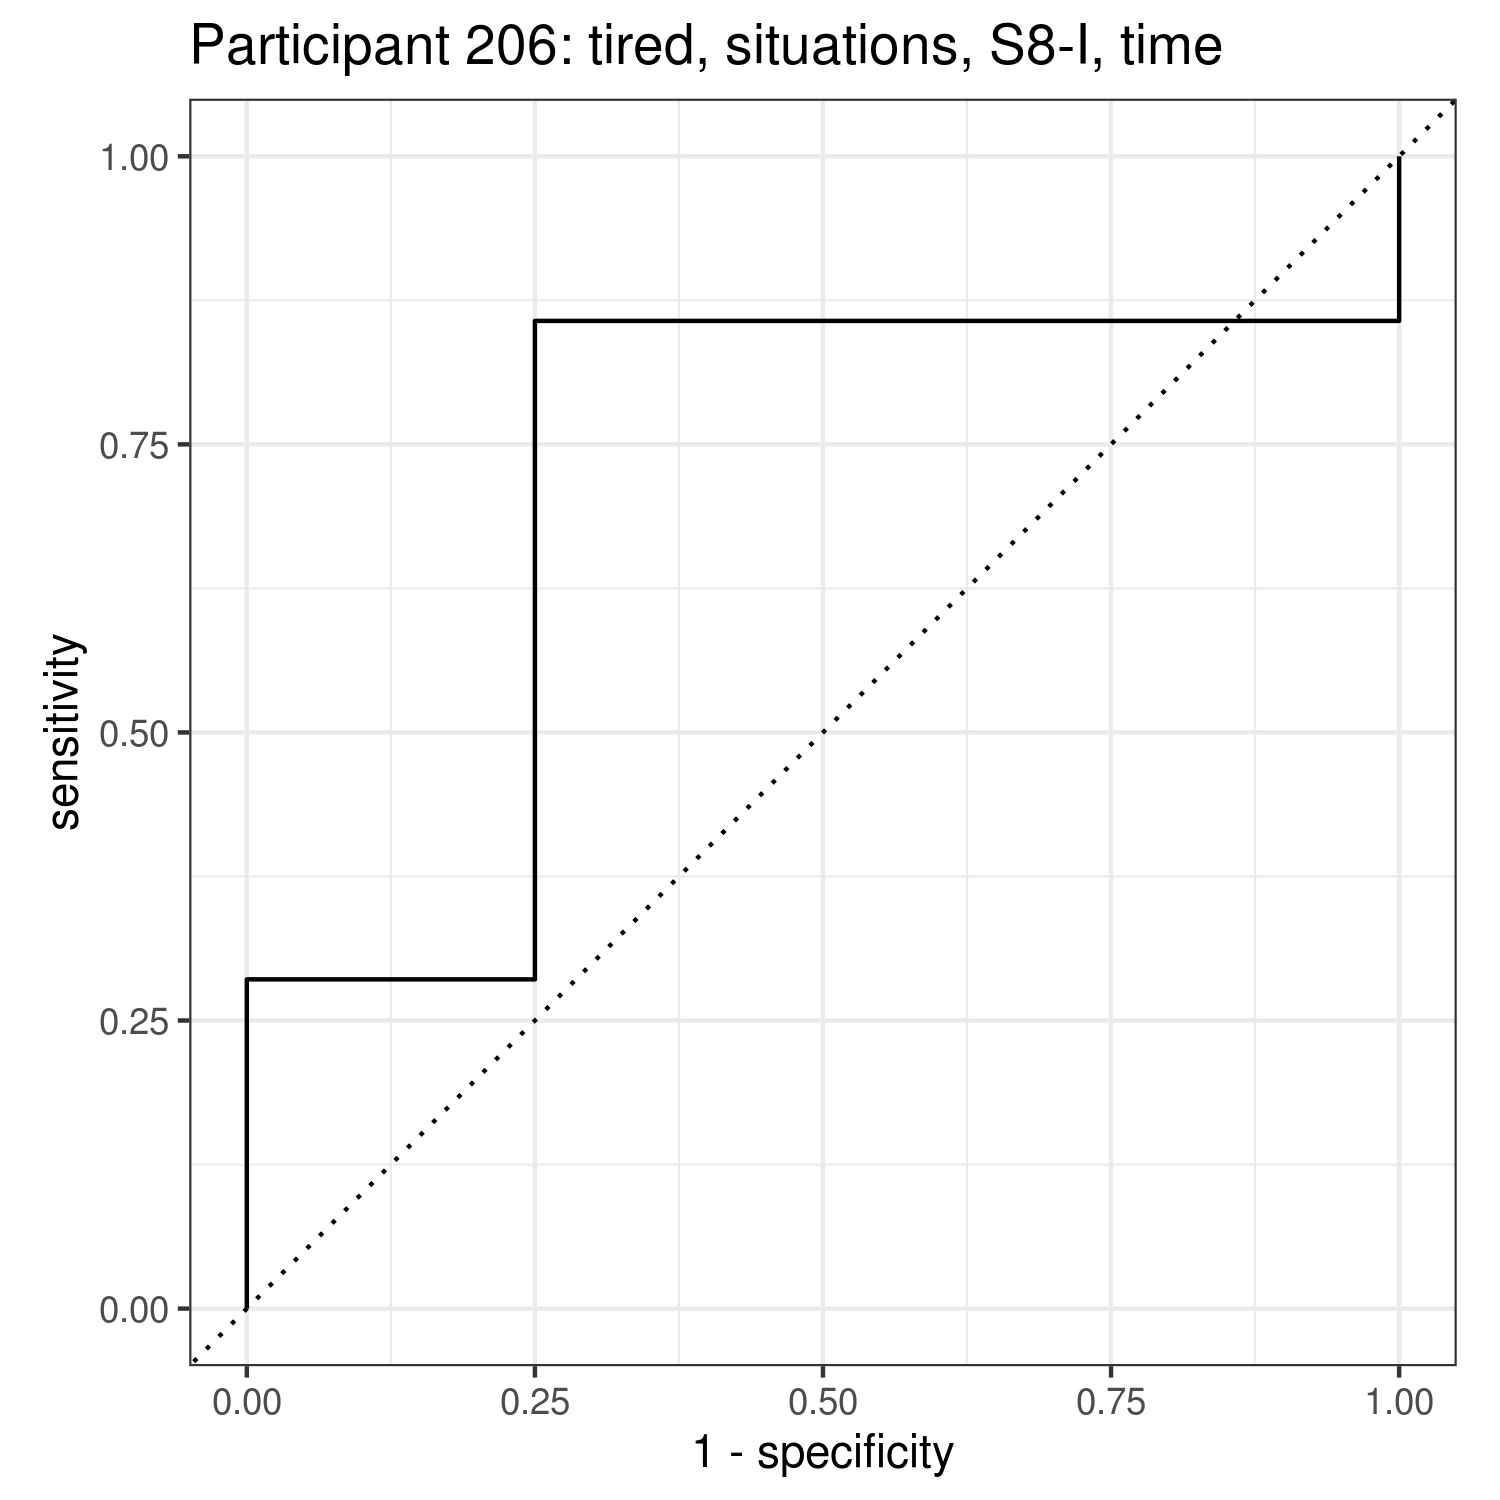 Participant 206: tired, situations, S8-I, time
sensitivity
1.00
0.75
0.50
0.25
0.00
0.00 0.25 0.50 0.75 1.00
1 - specificity